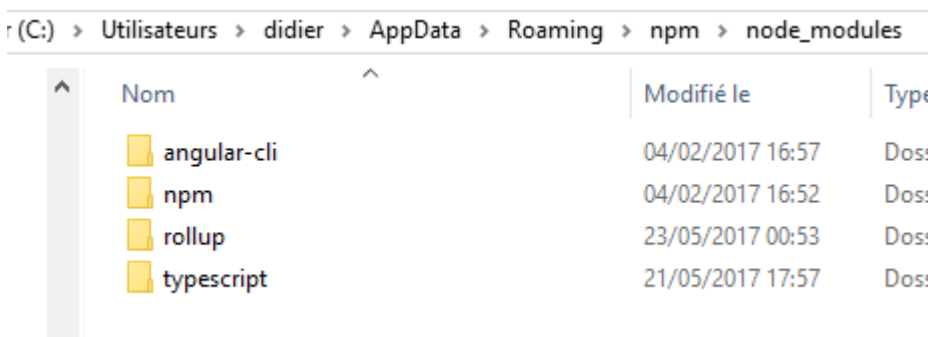 (C:) > Utilisateurs > didier > AppData > Roaming > npm > node_modules
Nom Modifié le
angular-cli 04/02/2017 16:57
npm 04/02/2017 16:52
rollup 23/05/2017 00:53
typescript 21/05/2017 17:57